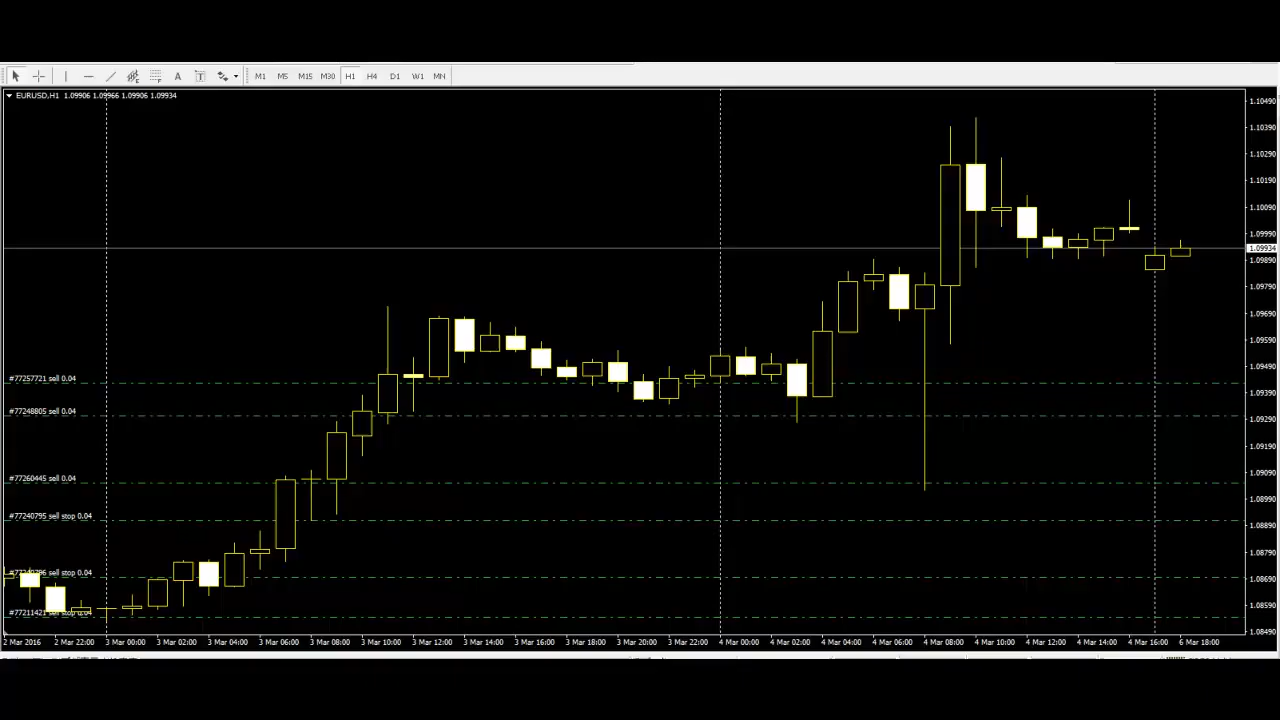 A T M1 M5 M15 M30 H1 H4 D1 W1 MN
EURUSD,H1 1.09906 1.09966 1.09906 1.09934
1.10490
1.10390
1.10290
1.10190
1.10090
1.09990
1.09934
1.09890
1.09790
1.09690
1.09590
1.09490
#77257721 sell 0.04
1.09390
#77248805 sell 0.04
1.09290
1.09190
#77260445 sell 0.04
1.09090
1.08990
#77240795 sell stop 0.04
1.08890
1.08790
sell stop 0.04
1.08690
1.08590
#77211421 sell stop 0.04
1.08490
2 Mar 2016 2 Mar 22:00 3 Mar 00:00 3 Mar 02:00 3 Mar 04:00 3 Mar 06:00 3 Mar 08:00 3 Mar 10:00 3 Mar 12:00 3 Mar 14:00 3 Mar 16:00 3 Mar 18:00 3 Mar 20:00 3 Mar 22:00 4 Mar 00:00 4 Mar 02:00 4 Mar 04:00 4 Mar 06:00 4 Mar 08:00 4 Mar 10:00 4 Mar 12:00 4 Mar 14:00 4 Mar 16:00 6 Mar 18:00